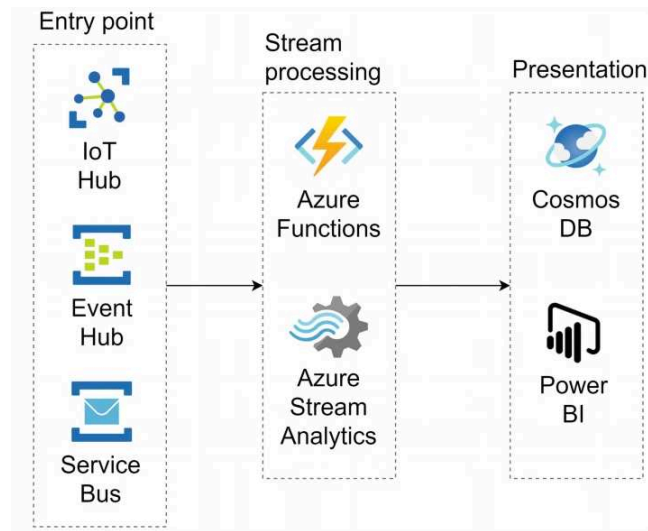 Entry point
IoT
Hub
Event
Hub
Service
Bus
Stream
processing
Azure
Functions
Azure
Stream
Analytics
Presentation
Cosmos
DB
Power
BI